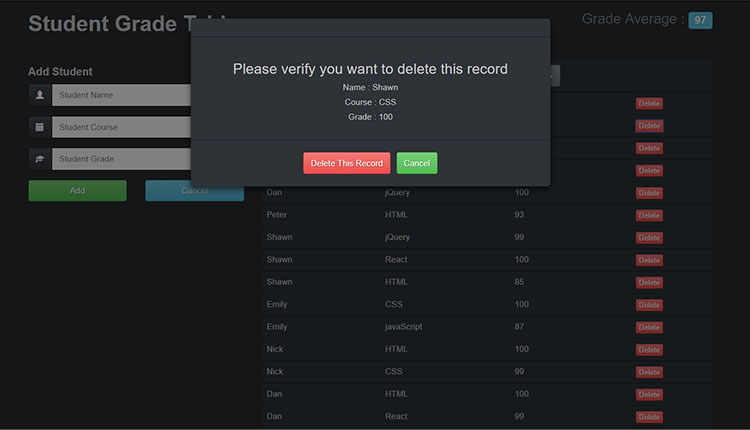 Student Grade
Grade Average : 97
Please verify you want to delete this record
Name : Shawn
Course : CSS
Grade : 100
Delete This Record
Cancel
Add Student
Student Name
Student Course
Student Grade
Add
Cancel
Delete
Delete
Delete
Delete
Dan jQuery 100 Delete
Peter HTML 93 Delete
Shawn jQuery 99 Delete
Shawn React 100 Delete
Shawn HTML 85 Delete
Emily CSS 100 Delete
Emily javaScript 87 Delete
Nick HTML 100 Delete
Nick CSS 99 Delete
Dan HTML 100 Delete
Dan React 99 Delete